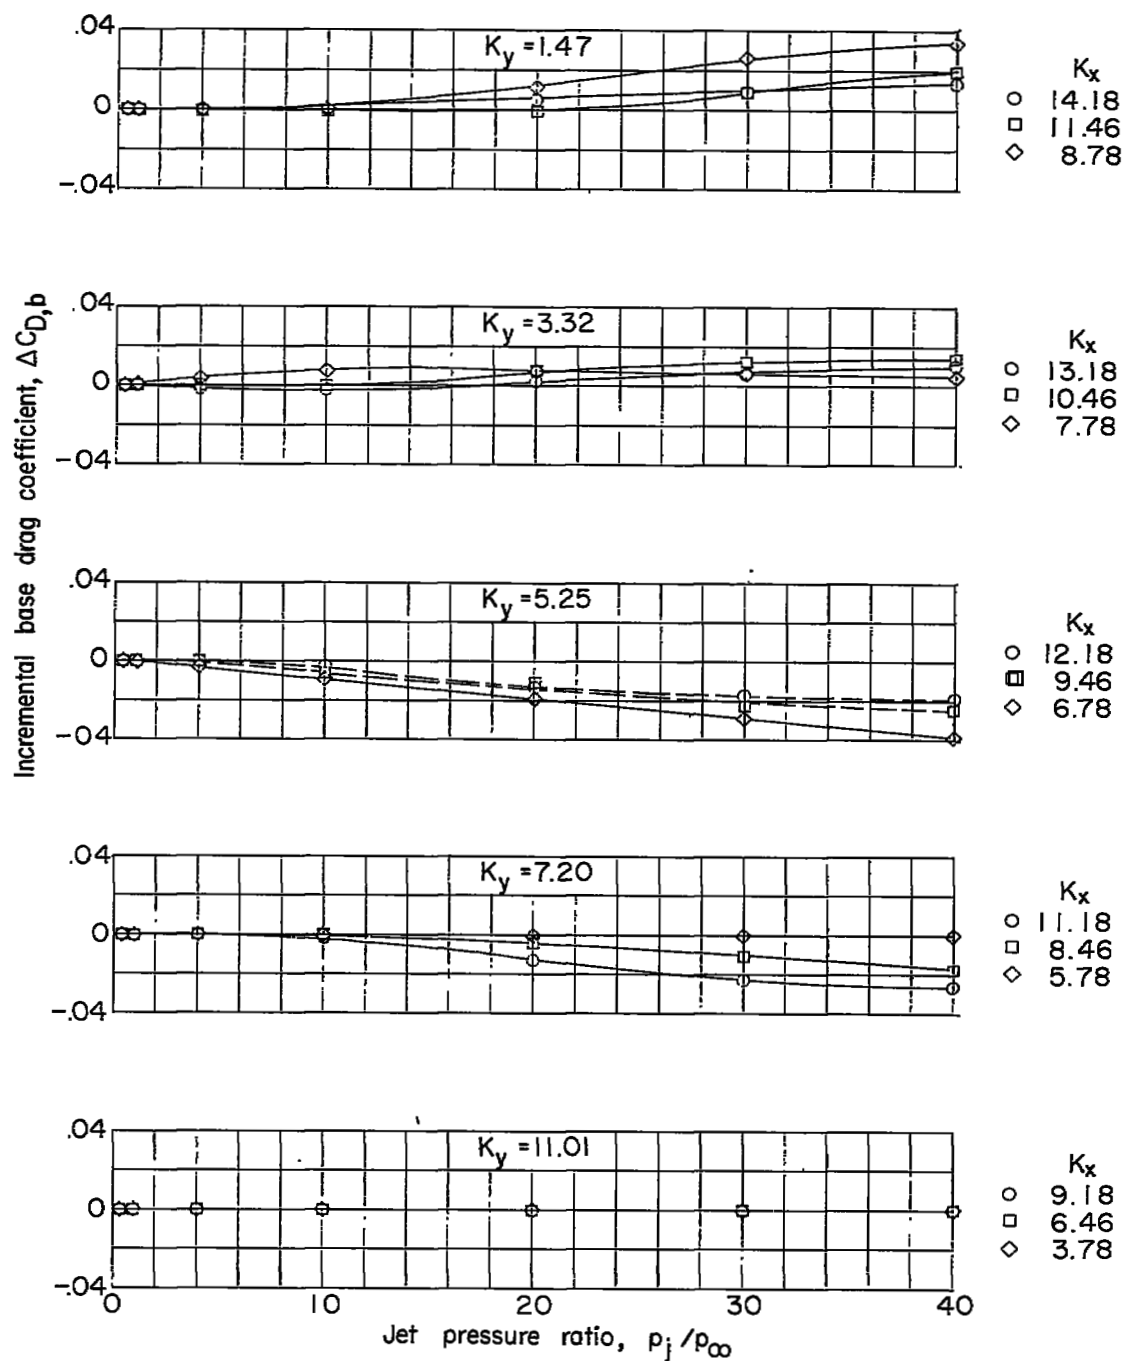 .04
0
-.04
K_y =1.47
K_x
14.18
11.46
8.78
Incremental base drag coefficient, ΔC_D,b
.04
0
-.04
K_y =3.32
K_x
13.18
10.46
7.78
.04
0
-.04
K_y =5.25
K_x
12.18
9.46
6.78
.04
0
-.04
K_y =7.20
K_x
11.18
8.46
5.78
.04
0
-.04
K_y =11.01
K_x
9.18
6.46
3.78
0 10 20 30 40
Jet pressure ratio, p_j/p_∞